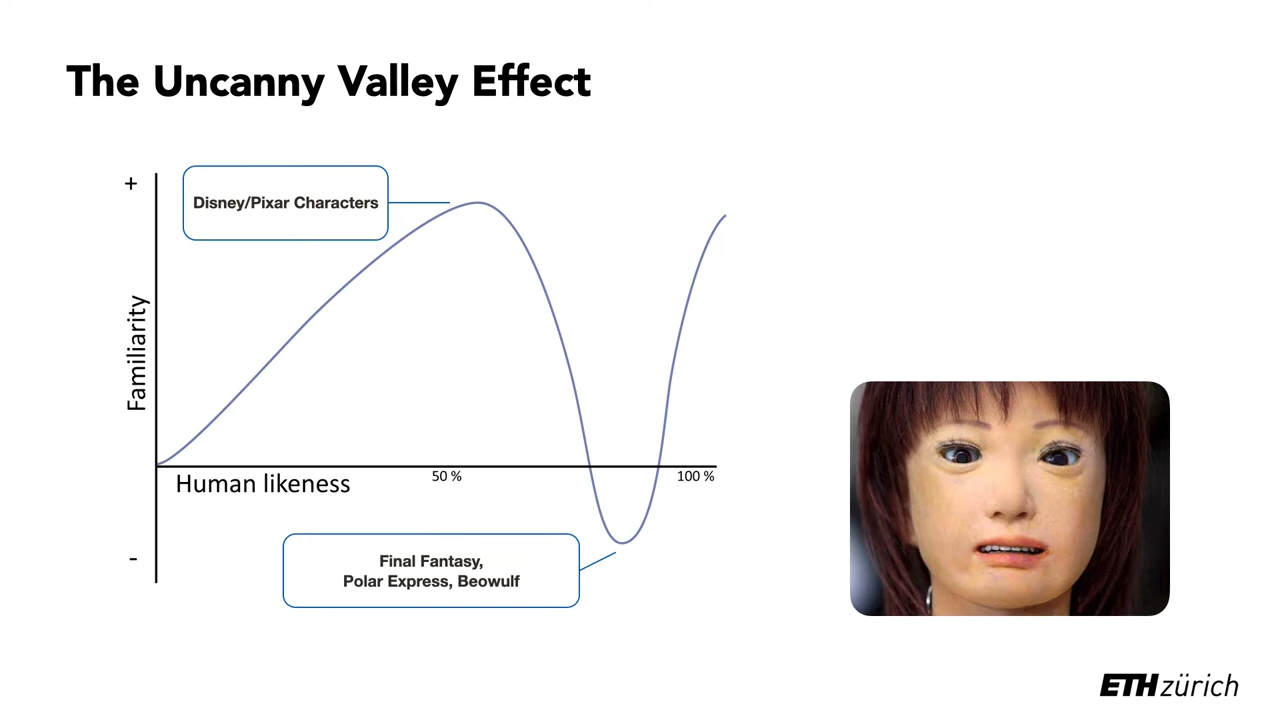 The Uncanny Valley Effect
+
Disney/Pixar Characters
Familiarity
Human likeness
50 %
100 %
-
Final Fantasy,
Polar Express, Beowulf
ETH zürich